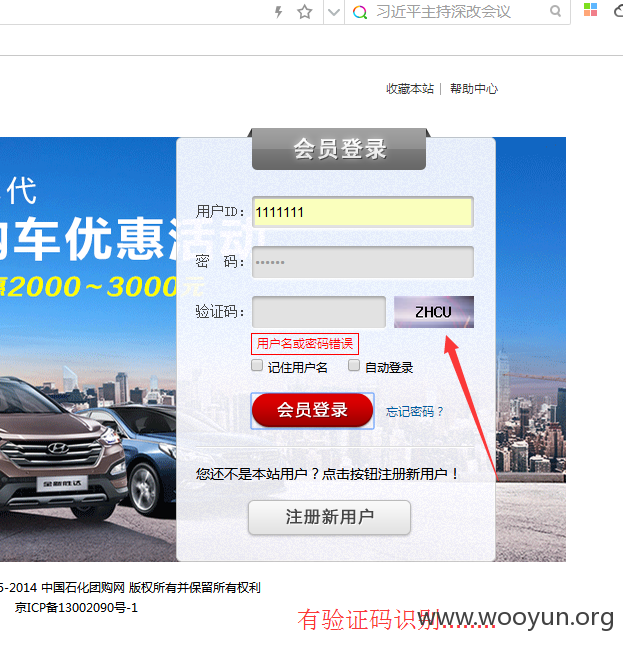 习近平主持深改会议
收藏本站 | 帮助中心
会员登录
代
购车优惠活动
惠2000～3000元
用户ID：
1111111
密　码：
••••••
验证码：
ZHCU
用户名或密码错误
记住用户名
自动登录
会员登录
忘记密码？
您还不是本站用户？点击按钮注册新用户！
注册新用户
5-2014 中国石化团购网 版权所有并保留所有权利
京ICP备13002090号-1
有验证码识别
www.wooyun.org